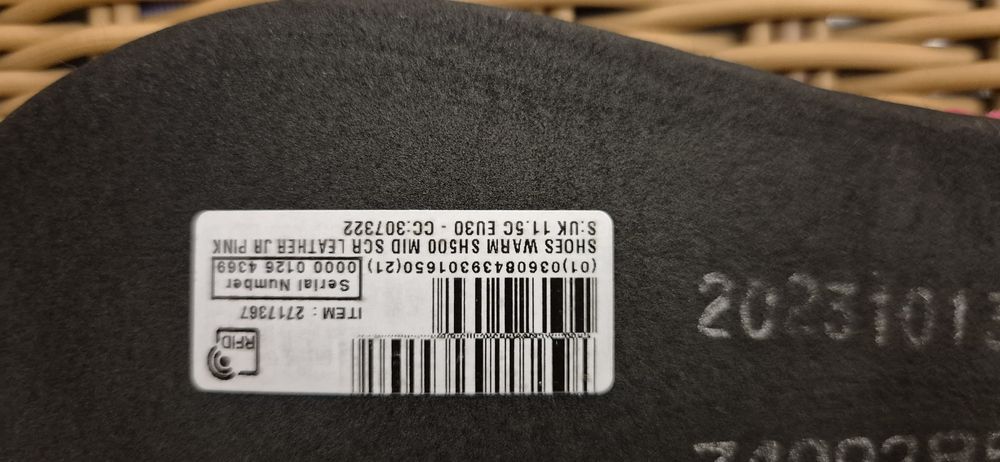 RFID
ITEM : 2717367
Serial Number
0000 0126 4369
(01)03608439301650(21)
SHOES WARM SH500 MID SCR LEATHER JR PINK
S:UK 11.5C EU30 - CC:307322
2023101